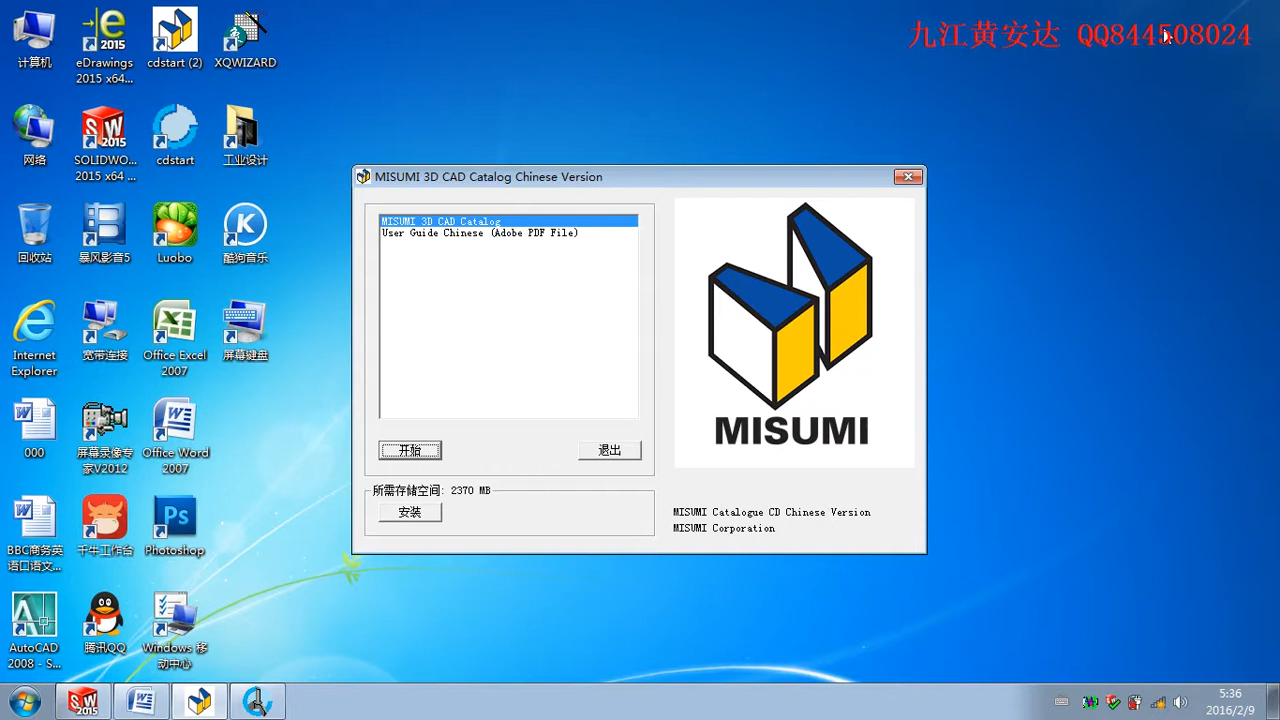 九江黄安达 QQ844508024
计算机
eDrawings
2015 x64...
cdstart (2)
XQWIZARD
网络
SOLIDWO...
2015 x64 ...
cdstart
工业设计
回收站
暴风影音5
Luobo
酷狗音乐
Internet
Explorer
宽带连接
Office Excel
2007
屏幕键盘
000
屏幕录像专
家V2012
Office Word
2007
BBC商务英
语口语文...
千牛工作台
Photoshop
AutoCAD
2008 - S...
腾讯QQ
Windows 移
动中心
MISUMI 3D CAD Catalog Chinese Version
MISUMI 3D CAD Catalog
User Guide Chinese (Adobe PDF File)
开始
退出
所需存储空间: 2370 MB
安装
MISUMI
MISUMI Catalogue CD Chinese Version
MISUMI Corporation
5:36
2016/2/9